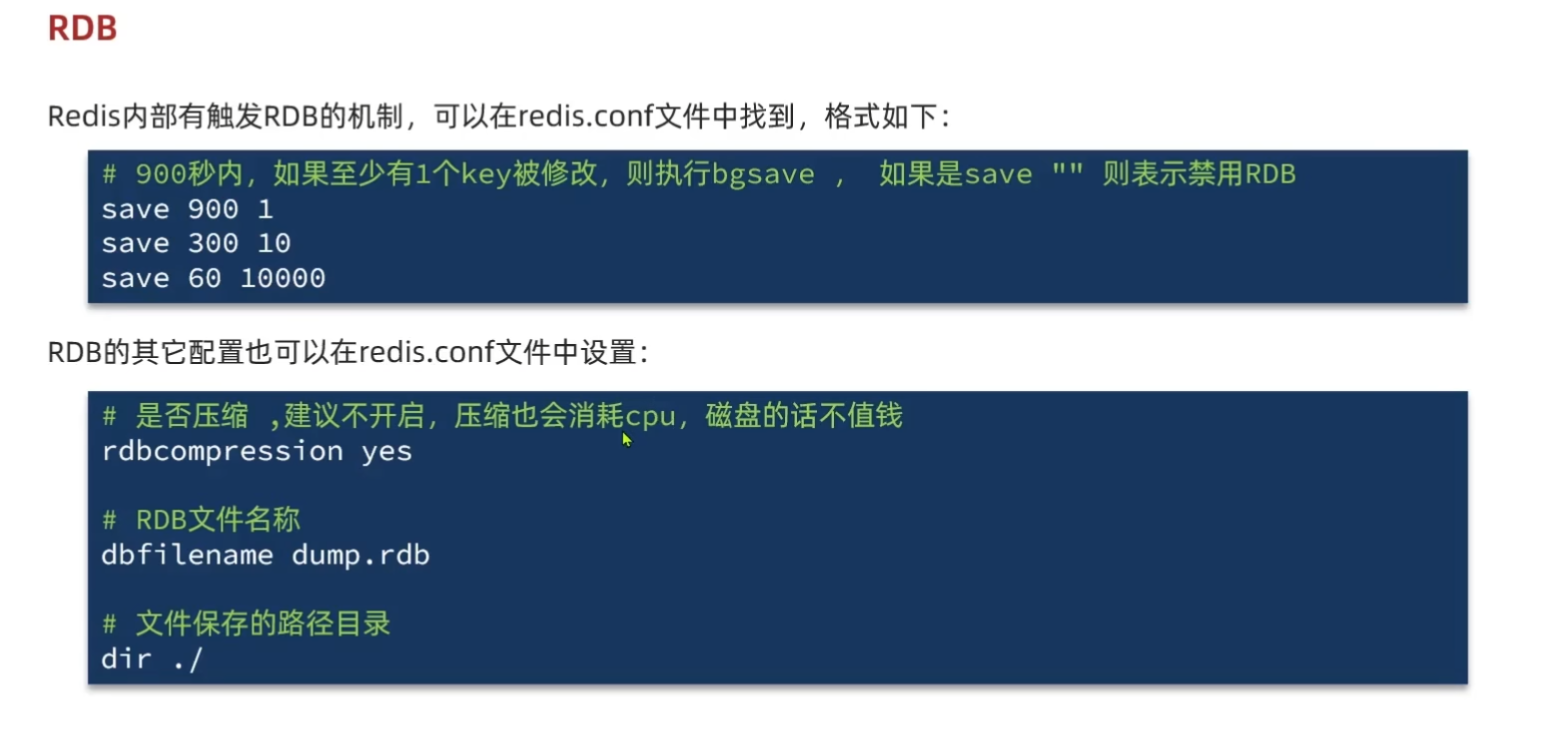 RDB
Redis内部有触发RDB的机制，可以在redis.conf文件中找到，格式如下：
# 900秒内，如果至少有1个key被修改，则执行bgsave ， 如果是save "" 则表示禁用RDB
save 900 1
save 300 10
save 60 10000
RDB的其它配置也可以在redis.conf文件中设置：
# 是否压缩 ,建议不开启，压缩也会消耗cpu，磁盘的话不值钱
rdbcompression yes
# RDB文件名称
dbfilename dump.rdb
# 文件保存的路径目录
dir ./